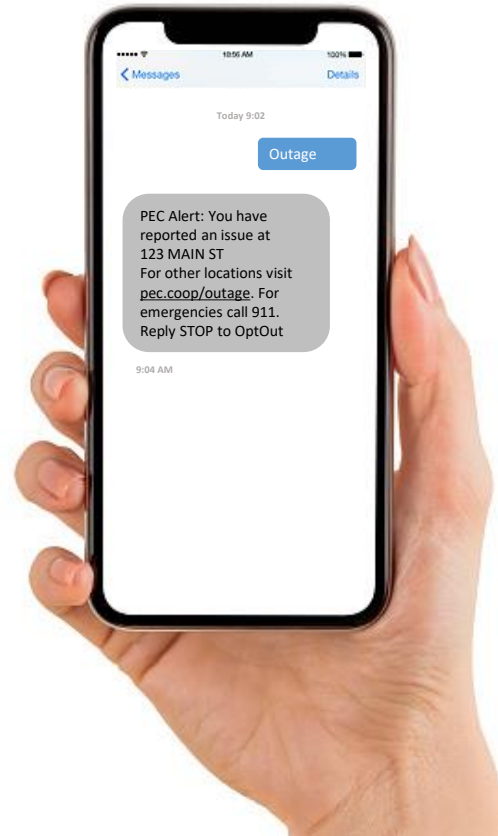 10:56 AM
100%
Messages
Details
Today 9:02
Outage
PEC Alert: You have
reported an issue at
123 MAIN ST
For other locations visit
pec.coop/outage. For
emergencies call 911.
Reply STOP to OptOut
9:04 AM